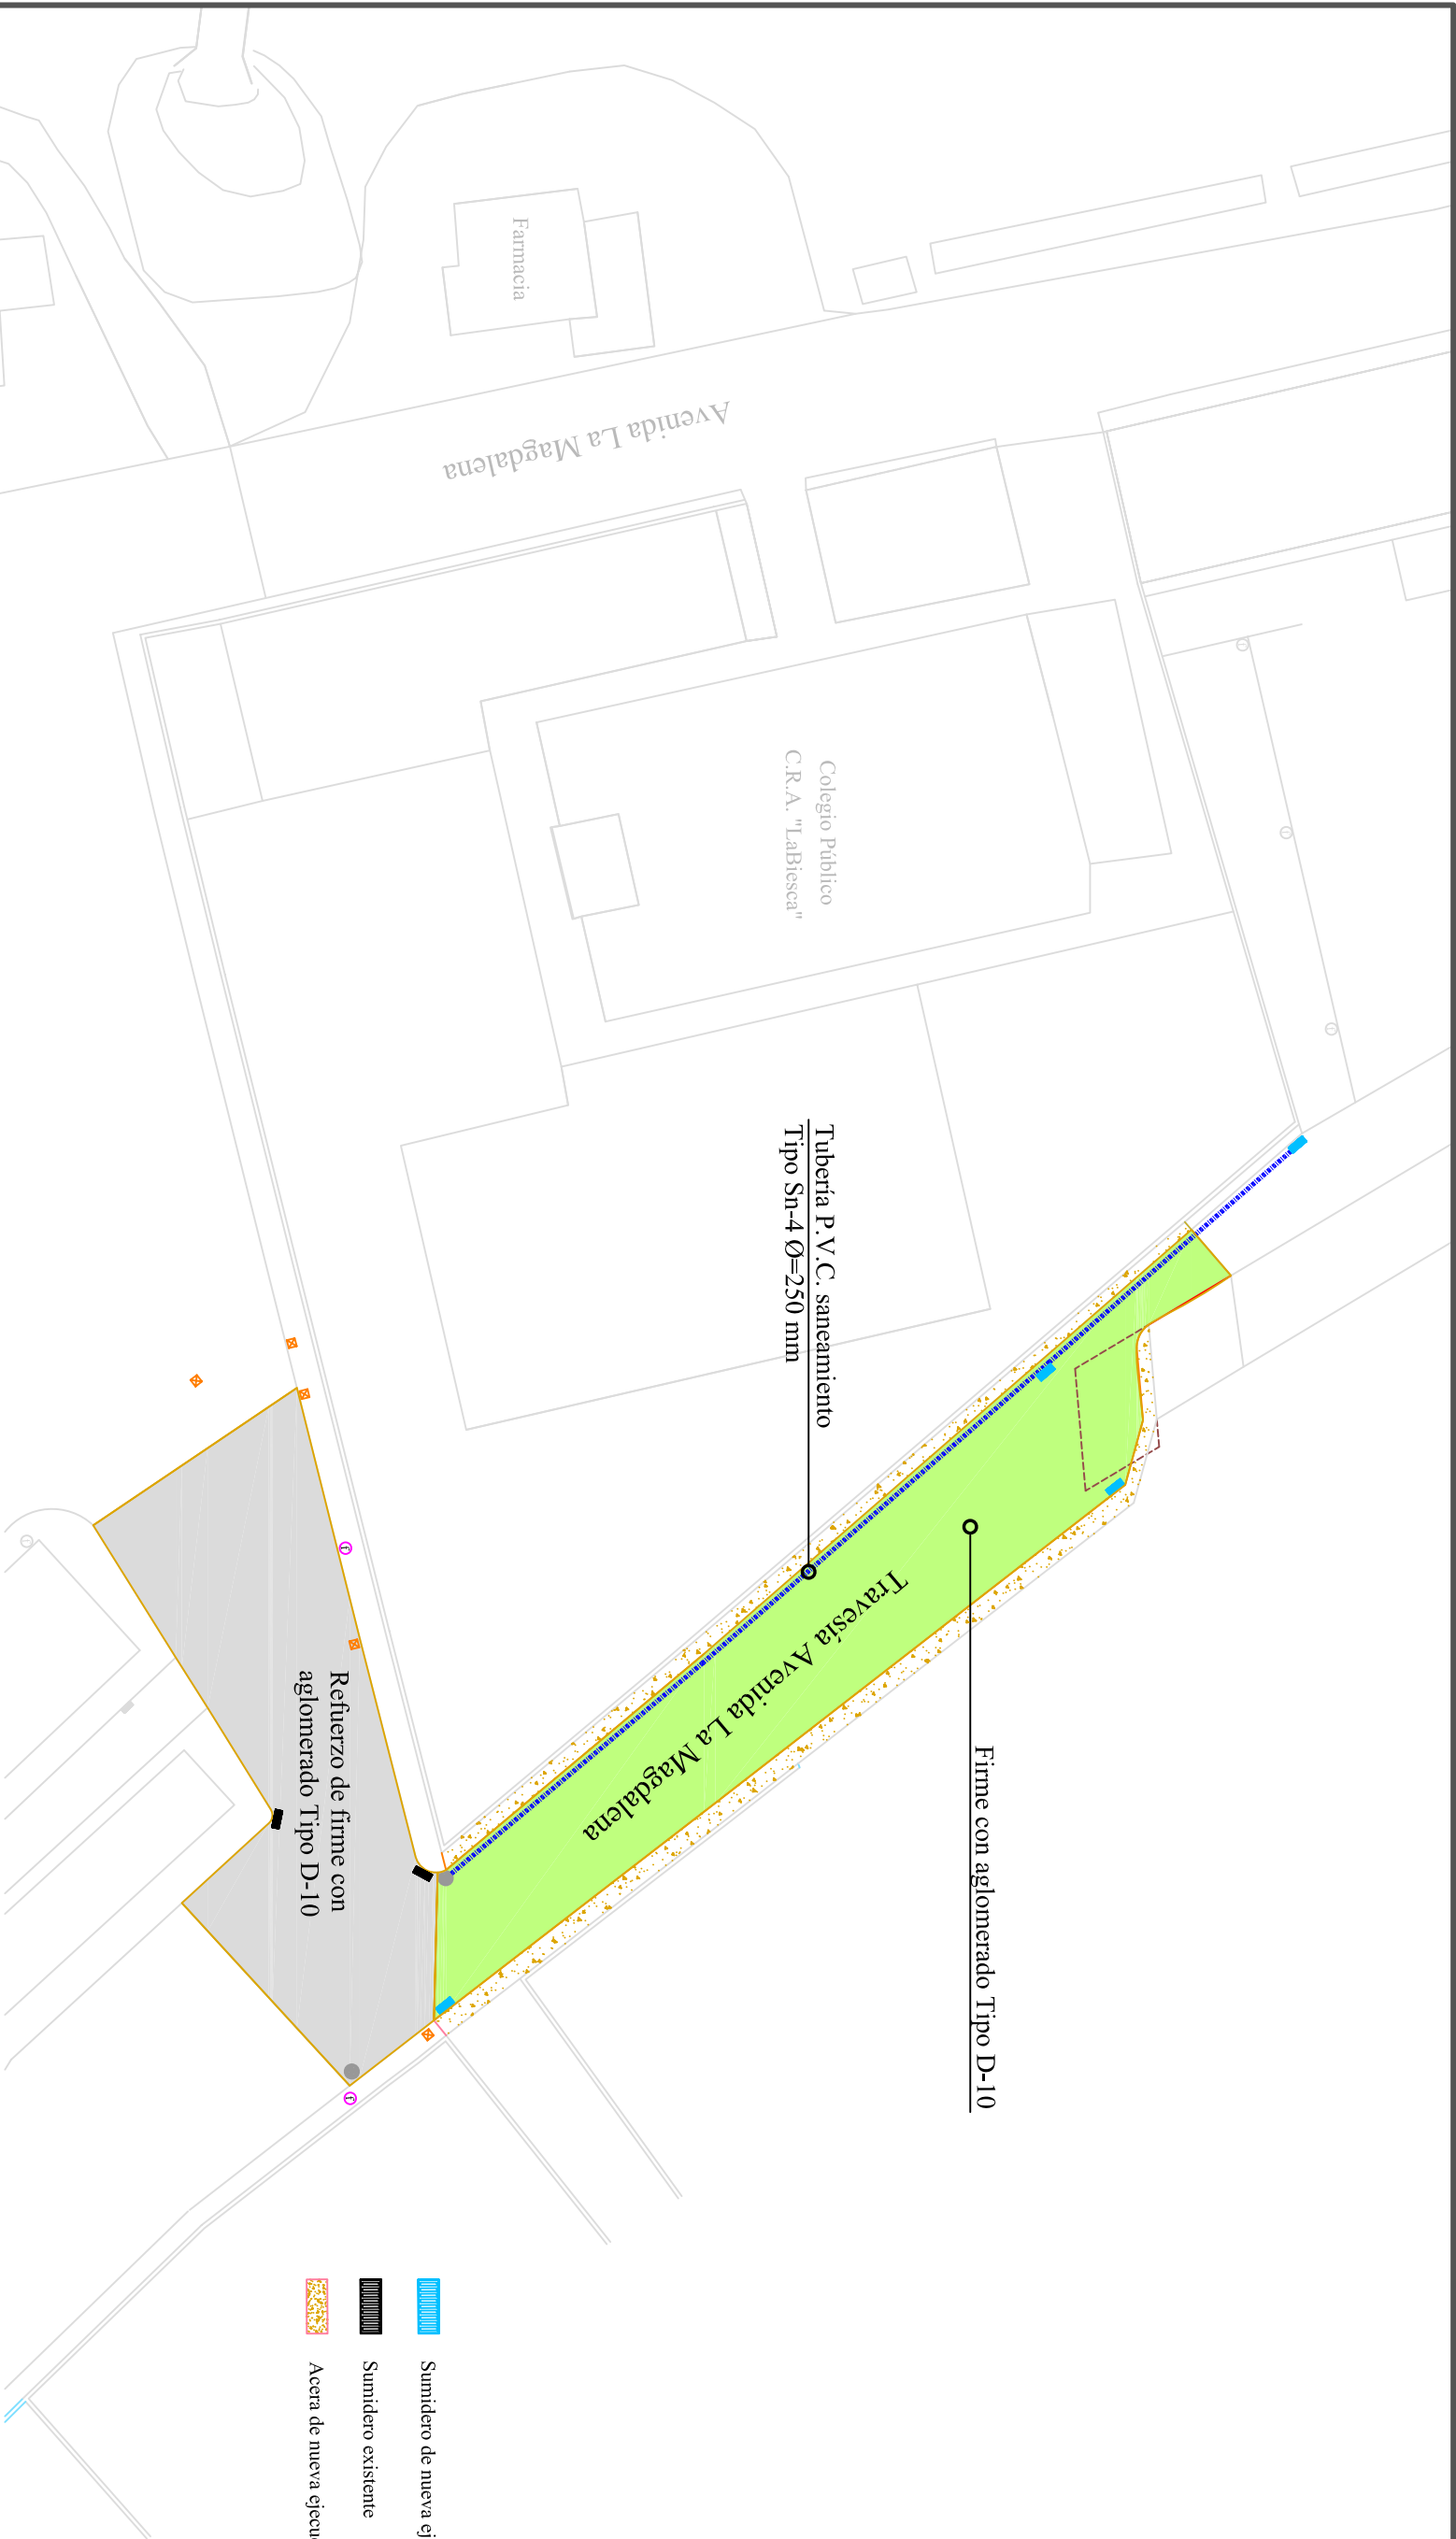 Farmacia
Avenida La Magdalena
Colegio Público
C.R.A. "LaBiesca"
Tubería P.V.C. saneamiento
Tipo Sn-4 Ø=250 mm
Travesía Avenida La Magdalena
Firme con aglomerado Tipo D-10
Refuerzo de firme con
aglomerado Tipo D-10
Sumidero de nueva ej
Sumidero existente
Acera de nueva ejecu